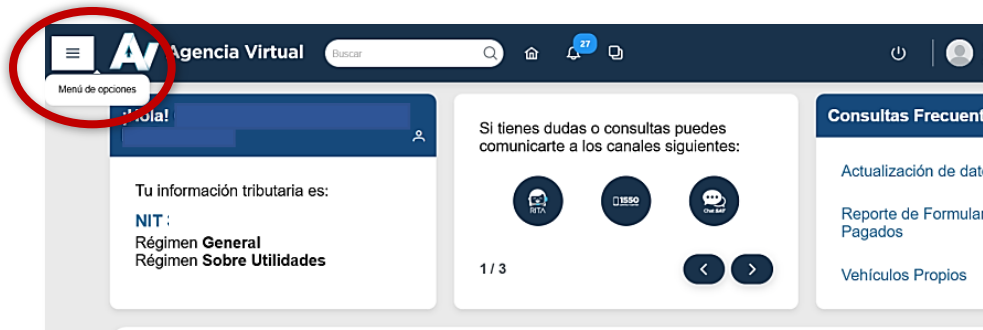 Agencia Virtual
Buscar
27
Menú de opciones
¡Hola!
Tu información tributaria es:
NIT
Régimen General
Régimen Sobre Utilidades
Si tienes dudas o consultas puedes
comunicarte a los canales siguientes:
RITA
1550
Chat SAT
1 / 3
Consultas Frecuent
Actualización de dat
Reporte de Formular
Pagados
Vehículos Propios